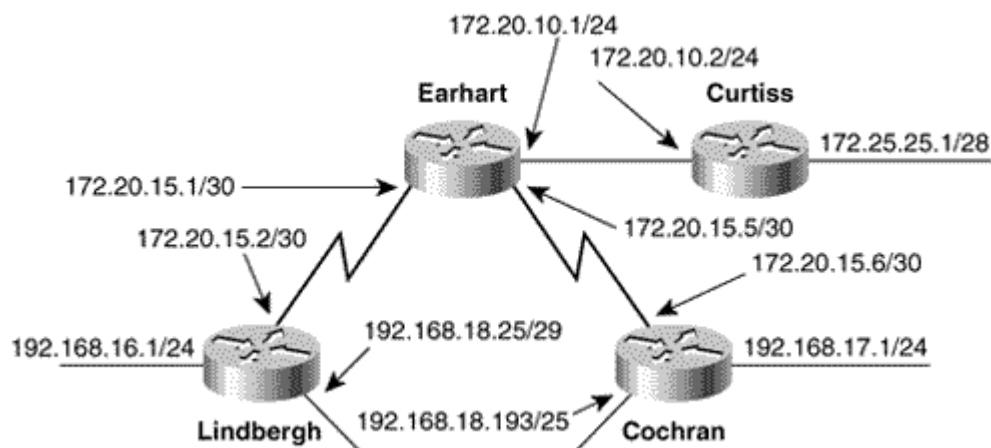 172.20.10.1/24
172.20.10.2/24
Earhart
Curtiss
172.25.25.1/28
172.20.15.1/30
172.20.15.5/30
172.20.15.2/30
172.20.15.6/30
192.168.18.25/29
192.168.16.1/24
192.168.17.1/24
192.168.18.193/25
Lindbergh
Cochran